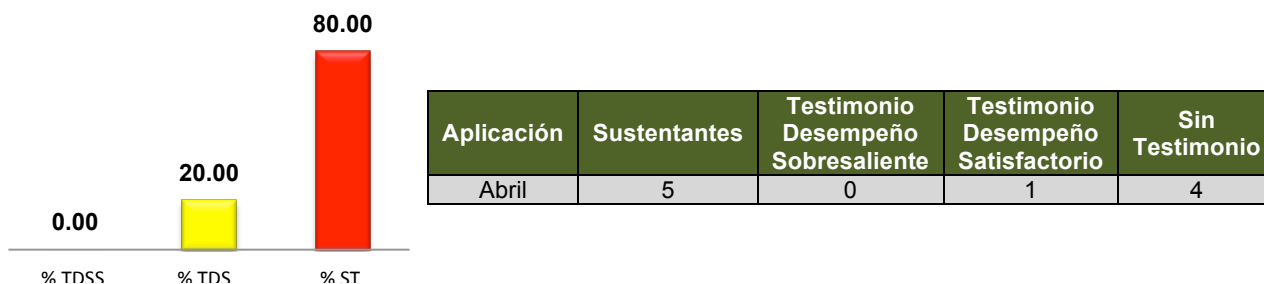 80.00
20.00
0.00
% TDSS % TDS % ST
Aplicación Sustentantes Testimonio Desempeño Sobresaliente Testimonio Desempeño Satisfactorio Sin Testimonio
Abril 5 0 1 4